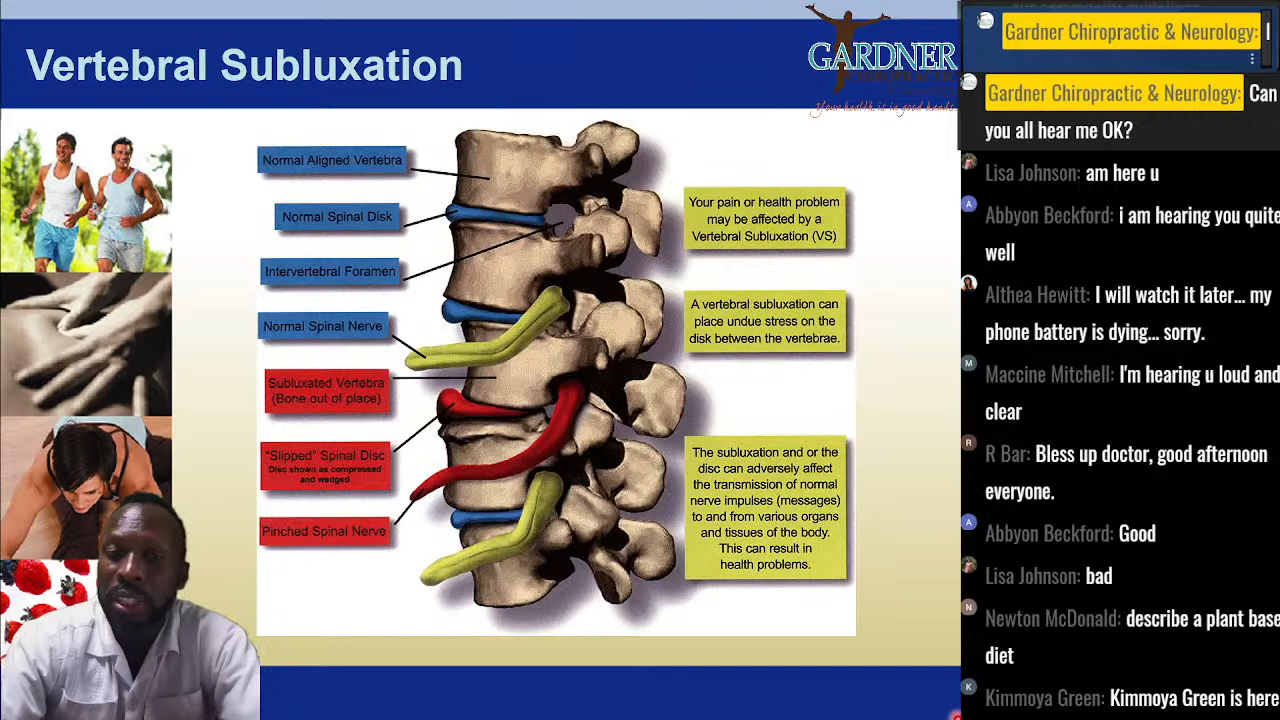 Vertebral Subluxation
GARDNER
CHIROPRACTIC
Your health is in good hands
Normal Aligned Vertebra
Normal Spinal Disk
Intervertebral Foramen
Normal Spinal Nerve
Subluxated Vertebra
(Bone out of place)
"Slipped" Spinal Disc
Disc shown as compressed
and wedged
Pinched Spinal Nerve
Your pain or health problem
may be affected by a
Vertebral Subluxation (VS)
A vertebral subluxation can
place undue stress on the
disk between the vertebrae.
The subluxation and or the
disc can adversely affect
the transmission of normal
nerve impulses (messages)
to and from various organs
and tissues of the body.
This can result in
health problems.
Gardner Chiropractic & Neurology: I
Gardner Chiropractic & Neurology: Can
you all hear me OK?
Lisa Johnson: am here u
A
Abbyon Beckford: i am hearing you quite
well
Althea Hewitt: I will watch it later... my
phone battery is dying... sorry.
M
Maccine Mitchell: I'm hearing u loud and
clear
R
R Bar: Bless up doctor, good afternoon
everyone.
A
Abbyon Beckford: Good
Lisa Johnson: bad
N
Newton McDonald: describe a plant base
diet
K
Kimmoya Green: Kimmoya Green is here